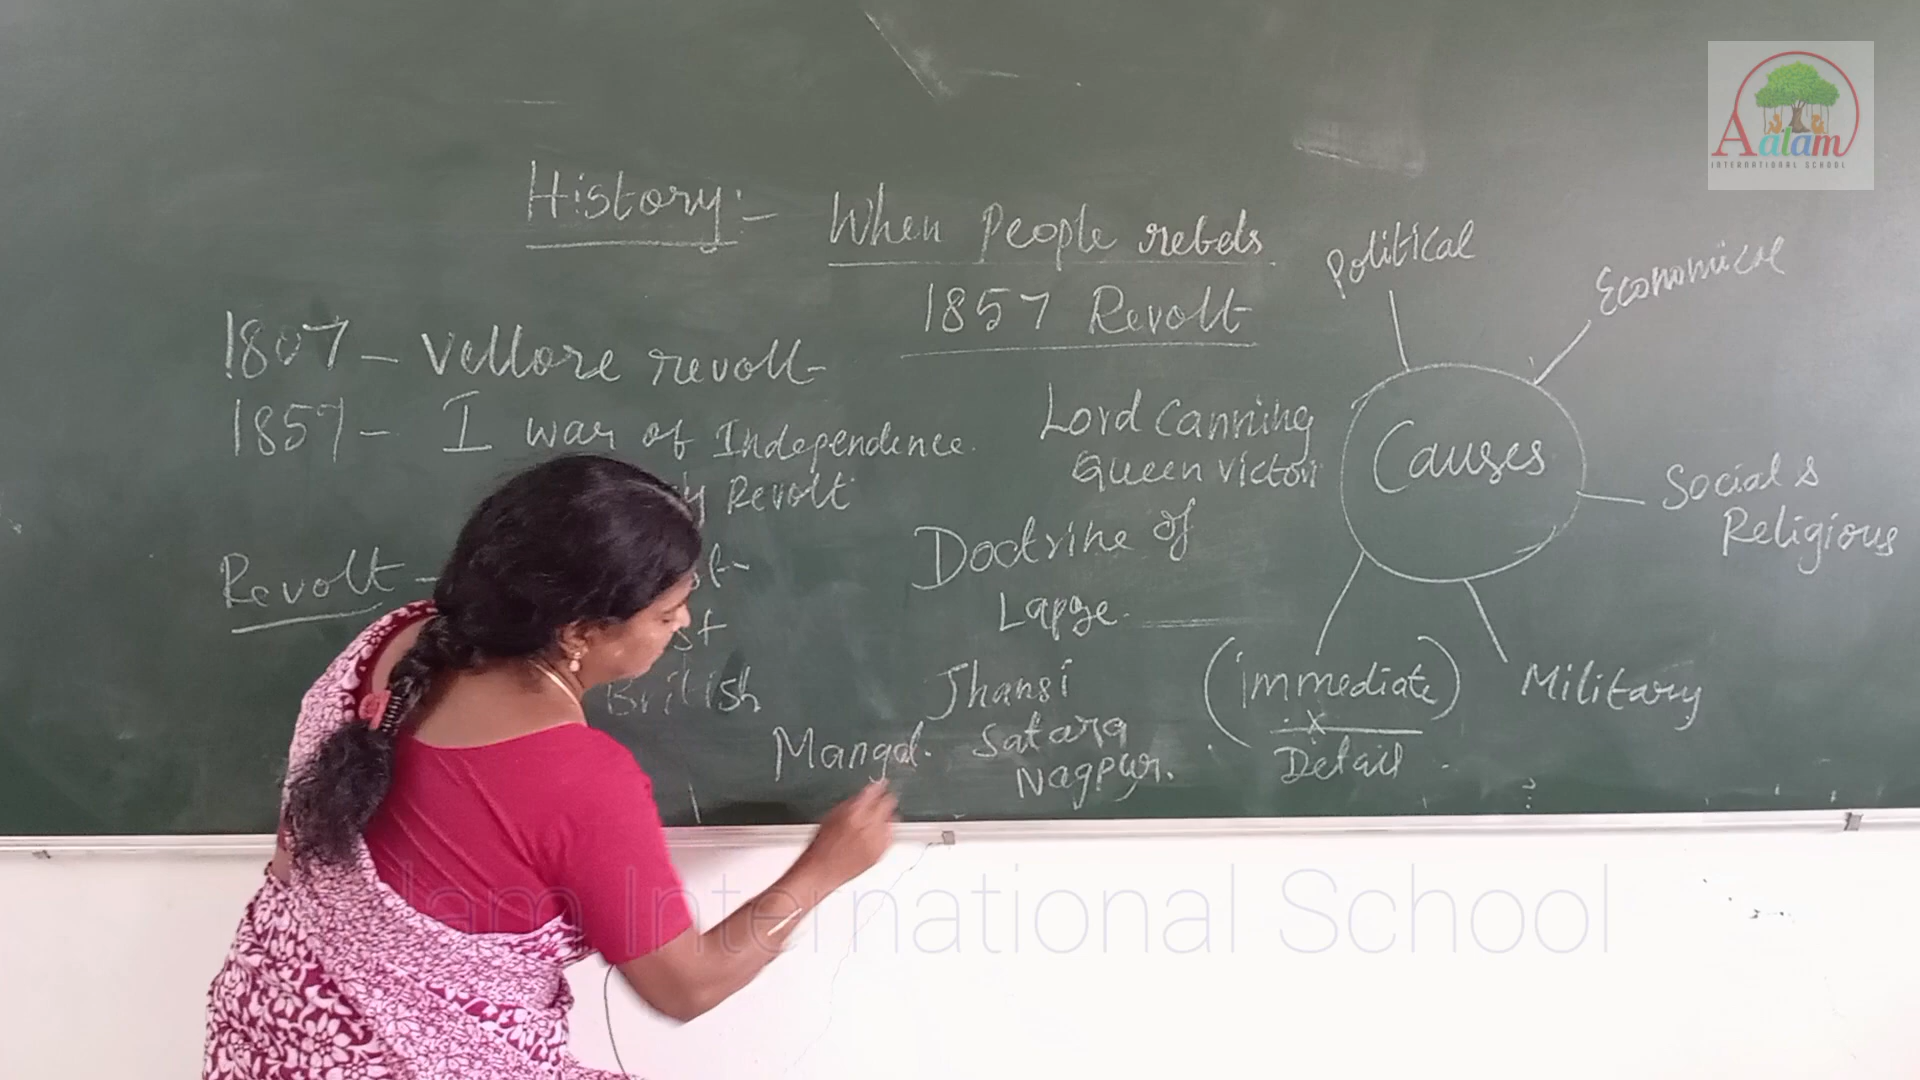 Aalam
INTERNATIONAL SCHOOL
History:-
When People rebels
1857 Revolt
1807 - Vellore revolt
1857 - I war of Independence.
Revolt
Revolt -
British
Lord Canning
Queen Victori
Doctrine of
Lapse.
Jhansi
Satara
Nagpur.
Mangal.
Causes
Political
Economical
Social &
Religious
Military
(immediate)
x
Detail
lam International School